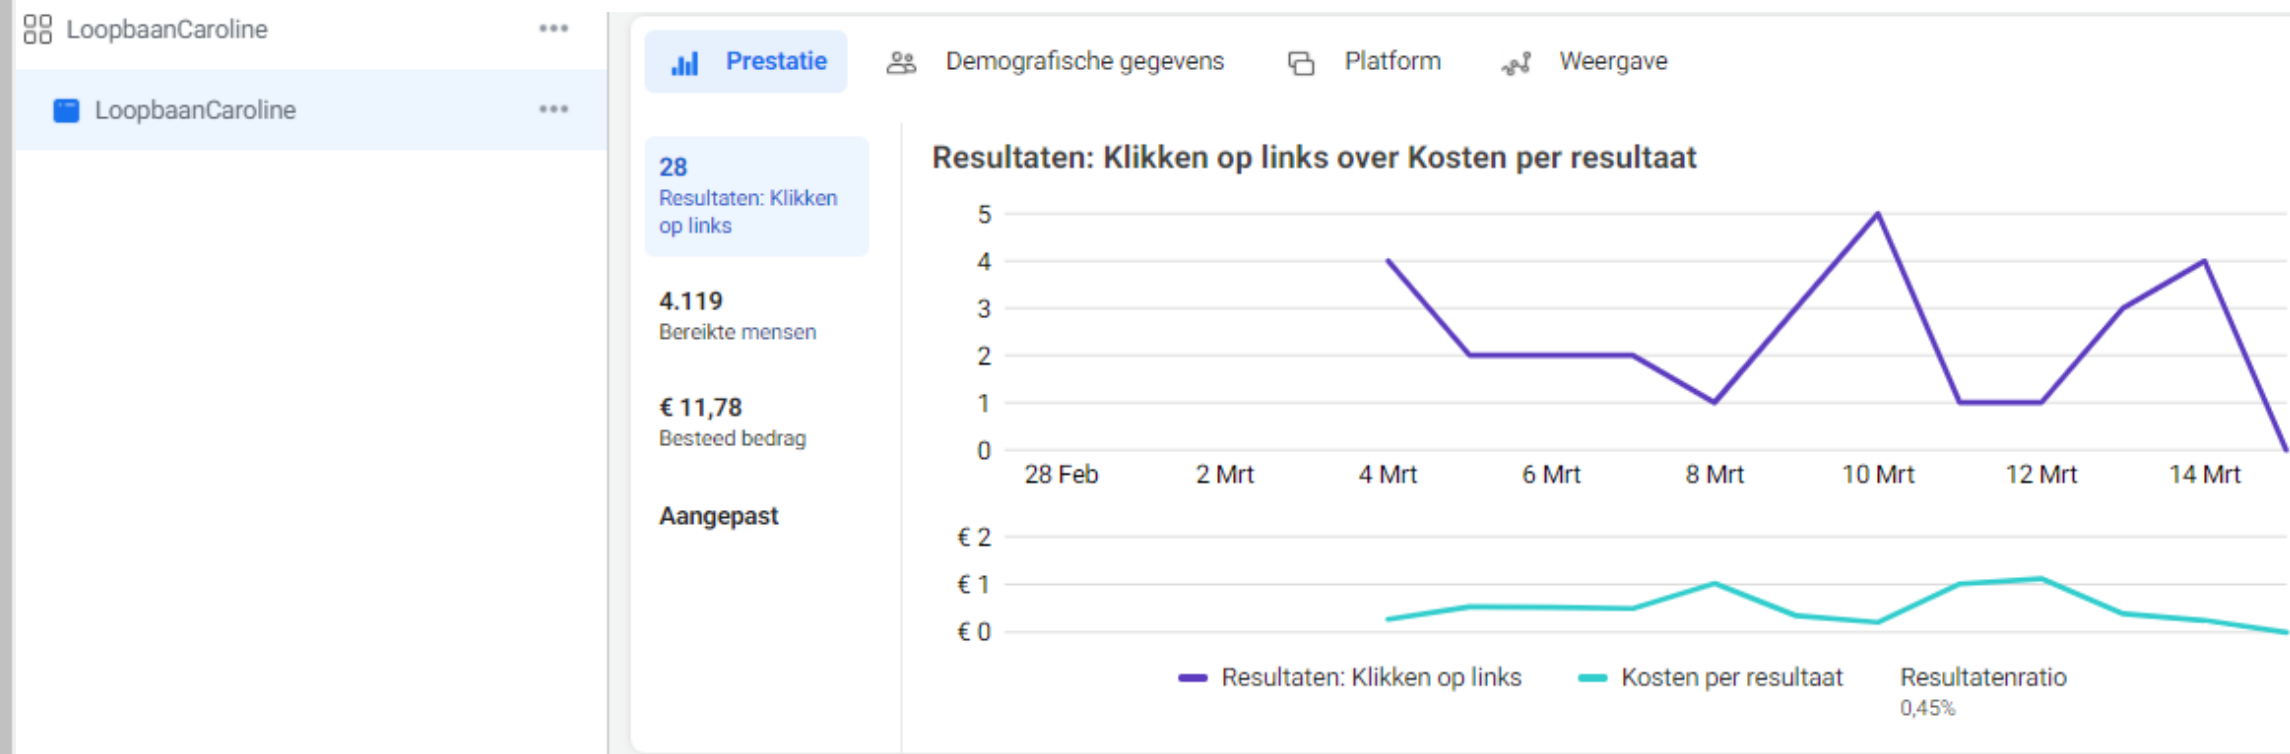 LoopbaanCaroline
LoopbaanCaroline
Prestatie Demografische gegevens Platform Weergave
28
Resultaten: Klikken
op links
4.119
Bereikte mensen
€ 11,78
Besteed bedrag
Aangepast
Resultaten: Klikken op links over Kosten per resultaat
5
4
3
2
1
0
28 Feb 2 Mrt 4 Mrt 6 Mrt 8 Mrt 10 Mrt 12 Mrt 14 Mrt
€ 2
€ 1
€ 0
Resultaten: Klikken op links Kosten per resultaat Resultatenratio
0,45%